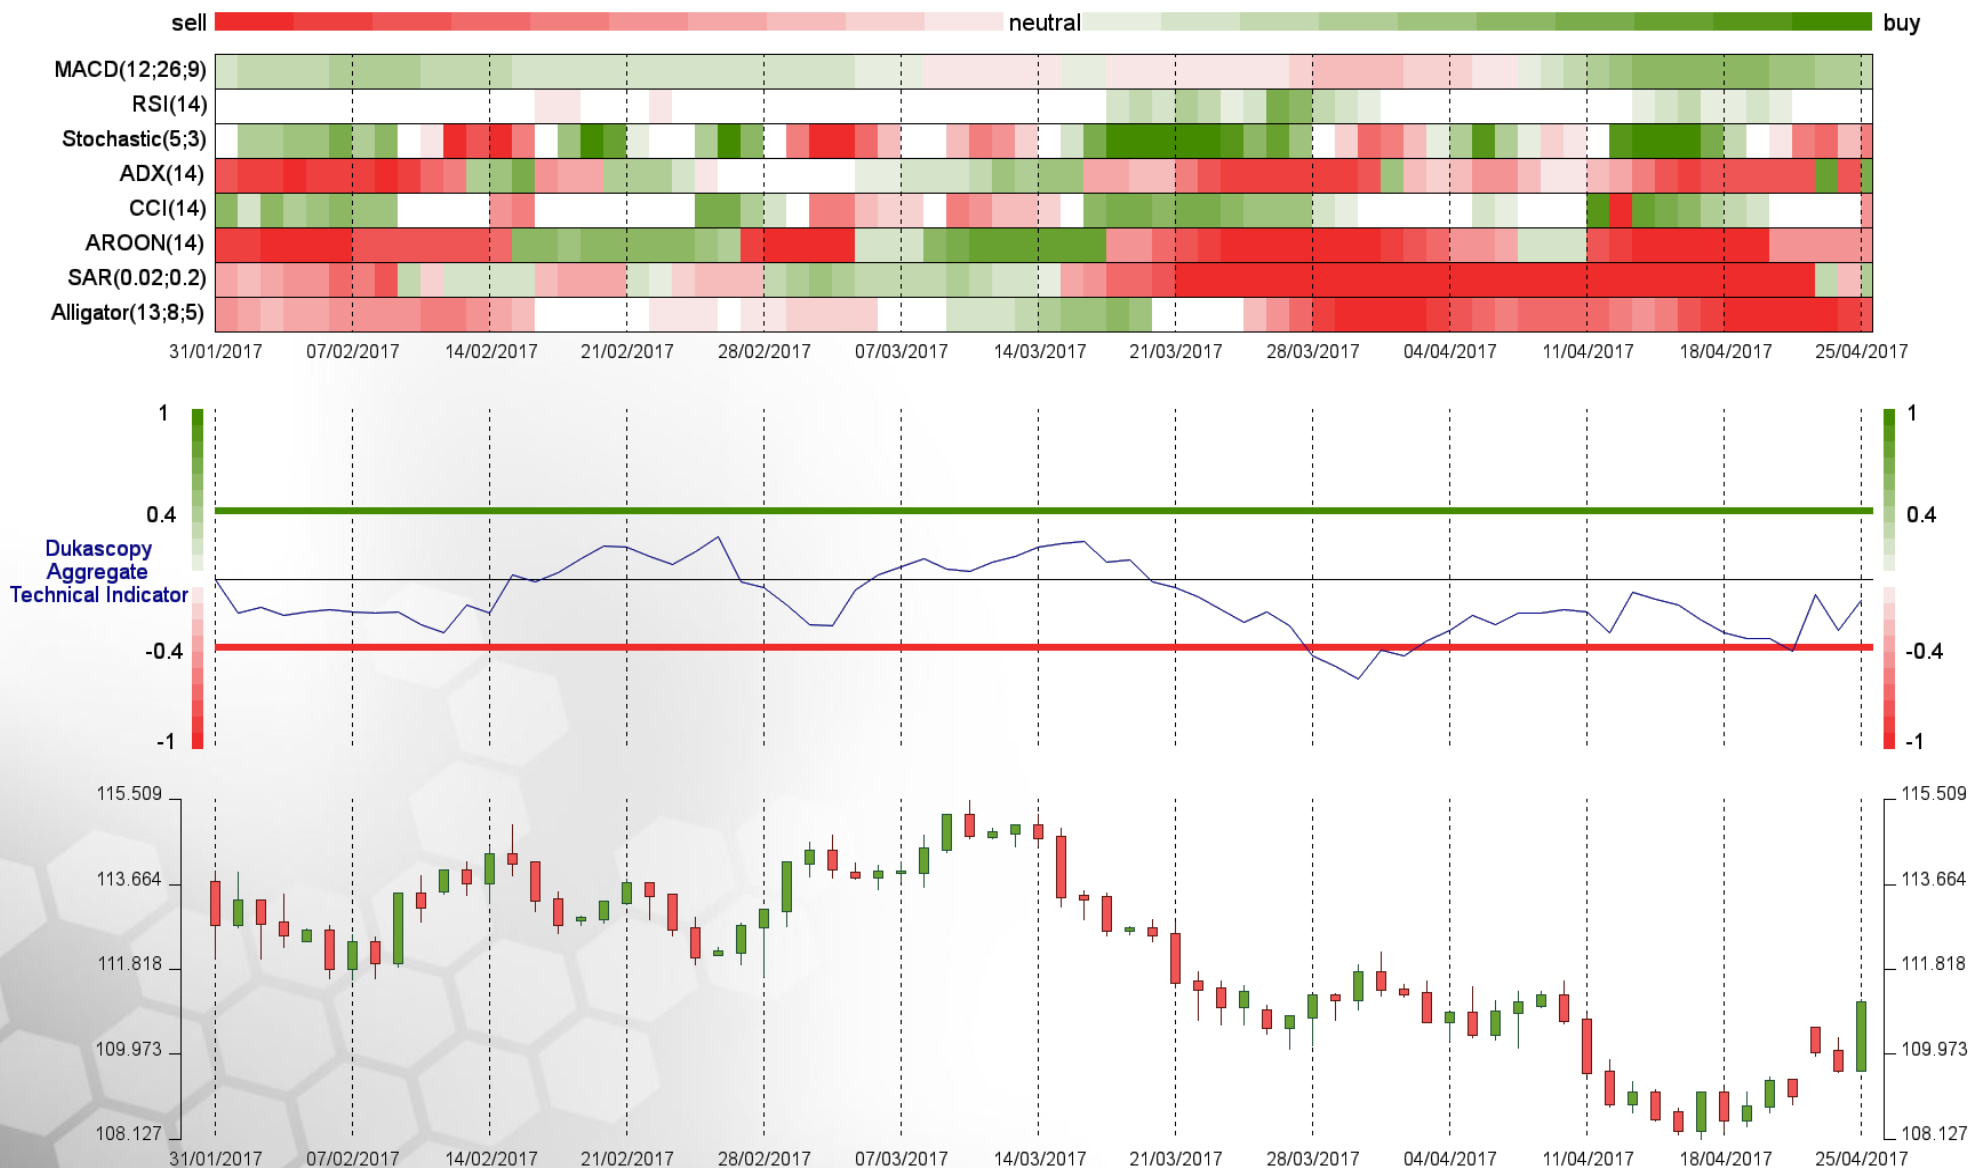 sell neutral buy
MACD(12;26;9)
RSI(14)
Stochastic(5;3)
ADX(14)
CCI(14)
AROON(14)
SAR(0.02;0.2)
Alligator(13;8;5)
31/01/2017 07/02/2017 14/02/2017 21/02/2017 28/02/2017 07/03/2017 14/03/2017 21/03/2017 28/03/2017 04/04/2017 11/04/2017 18/04/2017 25/04/2017
1 1
0.4 0.4
Dukascopy
Aggregate
Technical Indicator
-0.4 -0.4
-1 -1
115.509 115.509
113.664 113.664
111.818 111.818
109.973 109.973
108.127 108.127
31/01/2017 07/02/2017 14/02/2017 21/02/2017 28/02/2017 07/03/2017 14/03/2017 21/03/2017 28/03/2017 04/04/2017 11/04/2017 18/04/2017 25/04/2017